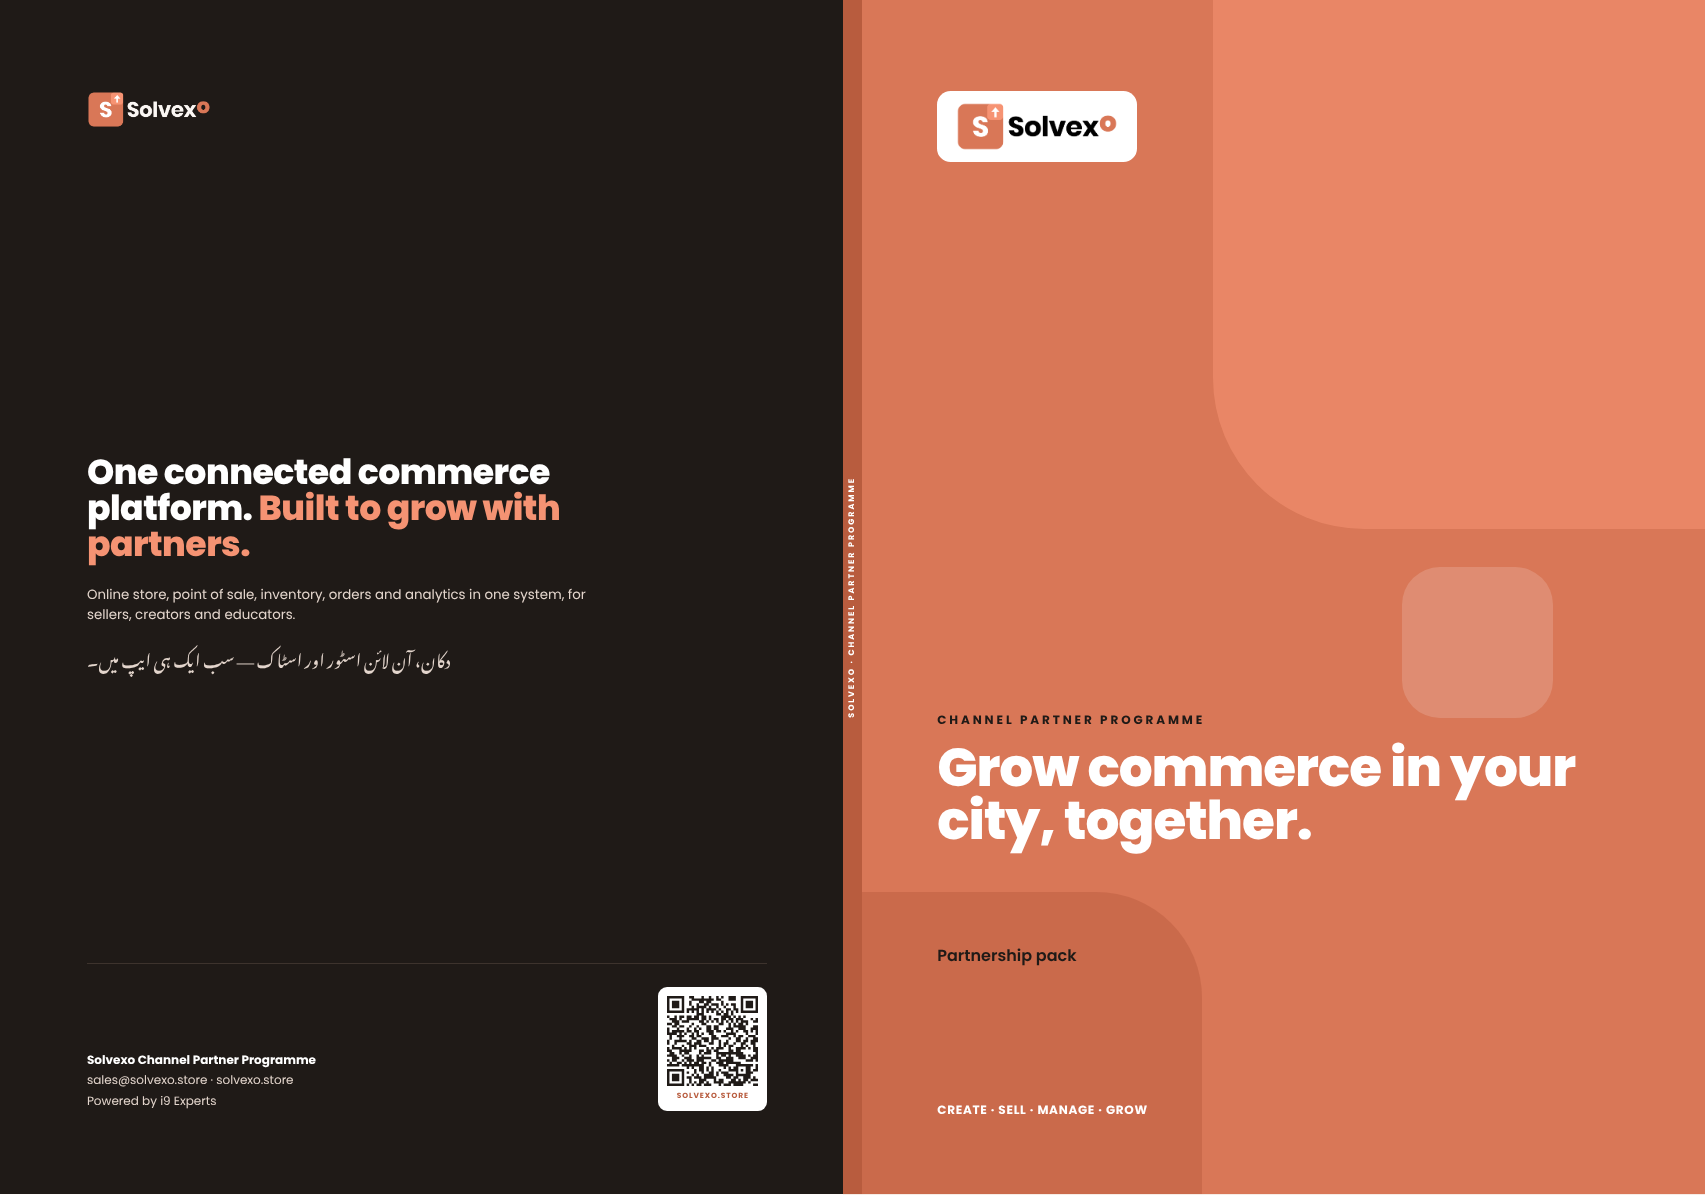 Solvexo
One connected commerce
platform. Built to grow with
partners.
Online store, point of sale, inventory, orders and analytics in one system, for
sellers, creators and educators.
دکان، آن لائن اسٹور اور اسٹاک — سب ایک ہی ایپ میں۔
Solvexo Channel Partner Programme
sales@solvexo.store · solvexo.store
Powered by i9 Experts
SOLVEXO.STORE
SOLVEXO · CHANNEL PARTNER PROGRAMME
Solvexo
CHANNEL PARTNER PROGRAMME
Grow commerce in your
city, together.
Partnership pack
CREATE · SELL · MANAGE · GROW